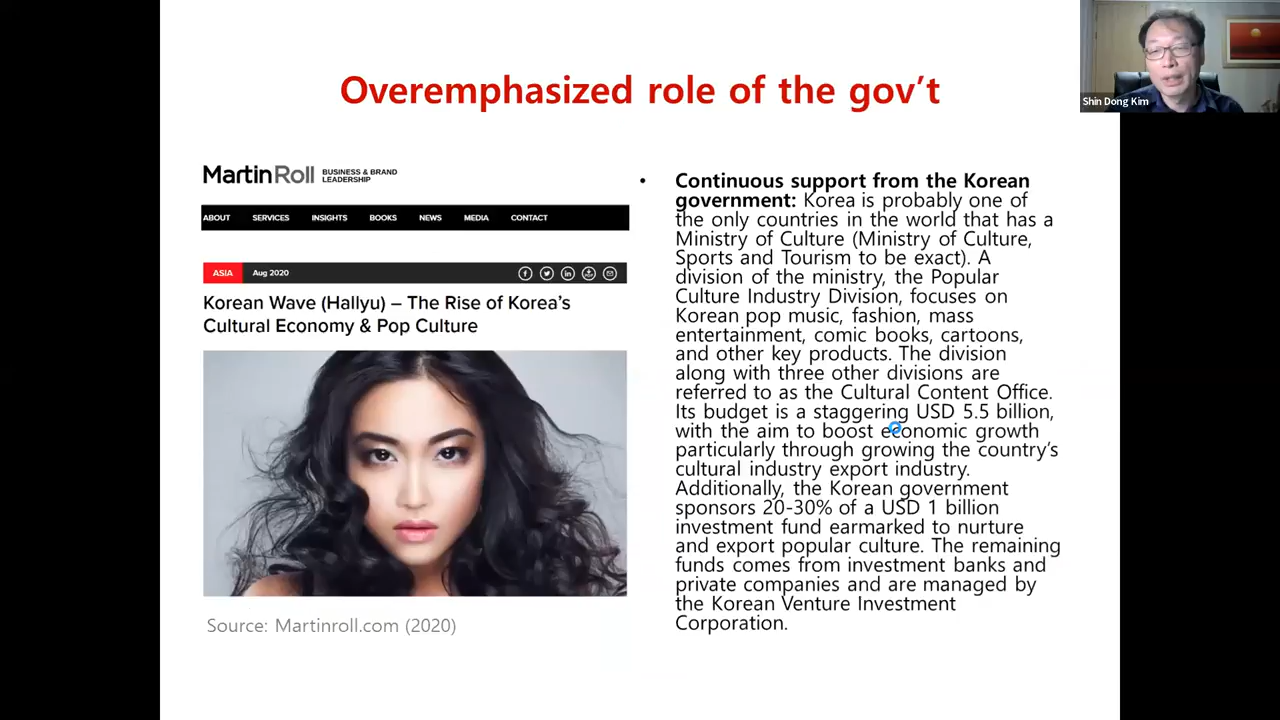 Overemphasized role of the gov't
Shin Dong Kim
MartinRoll BUSINESS & BRAND
LEADERSHIP
ABOUT SERVICES INSIGHTS BOOKS NEWS MEDIA CONTACT
ASIA Aug 2020
Korean Wave (Hallyu) – The Rise of Korea's
Cultural Economy & Pop Culture
Source: Martinroll.com (2020)
• Continuous support from the Korean
government: Korea is probably one of
the only countries in the world that has a
Ministry of Culture (Ministry of Culture,
Sports and Tourism to be exact). A
division of the ministry, the Popular
Culture Industry Division, focuses on
Korean pop music, fashion, mass
entertainment, comic books, cartoons,
and other key products. The division
along with three other divisions are
referred to as the Cultural Content Office.
Its budget is a staggering USD 5.5 billion,
with the aim to boost economic growth
particularly through growing the country's
cultural industry export industry.
Additionally, the Korean government
sponsors 20-30% of a USD 1 billion
investment fund earmarked to nurture
and export popular culture. The remaining
funds comes from investment banks and
private companies and are managed by
the Korean Venture Investment
Corporation.